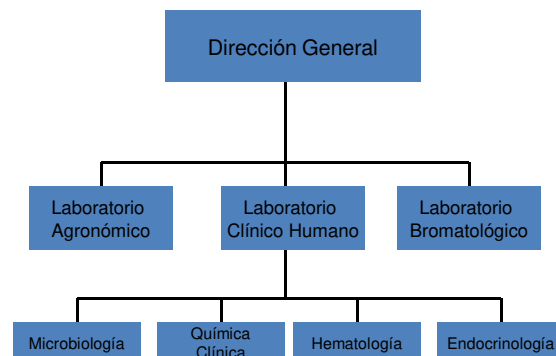 Dirección General
Laboratorio
Agronómico
Laboratorio
Clínico Humano
Laboratorio
Bromatológico
Microbiología
Química
Clínica
Hematología
Endocrinología